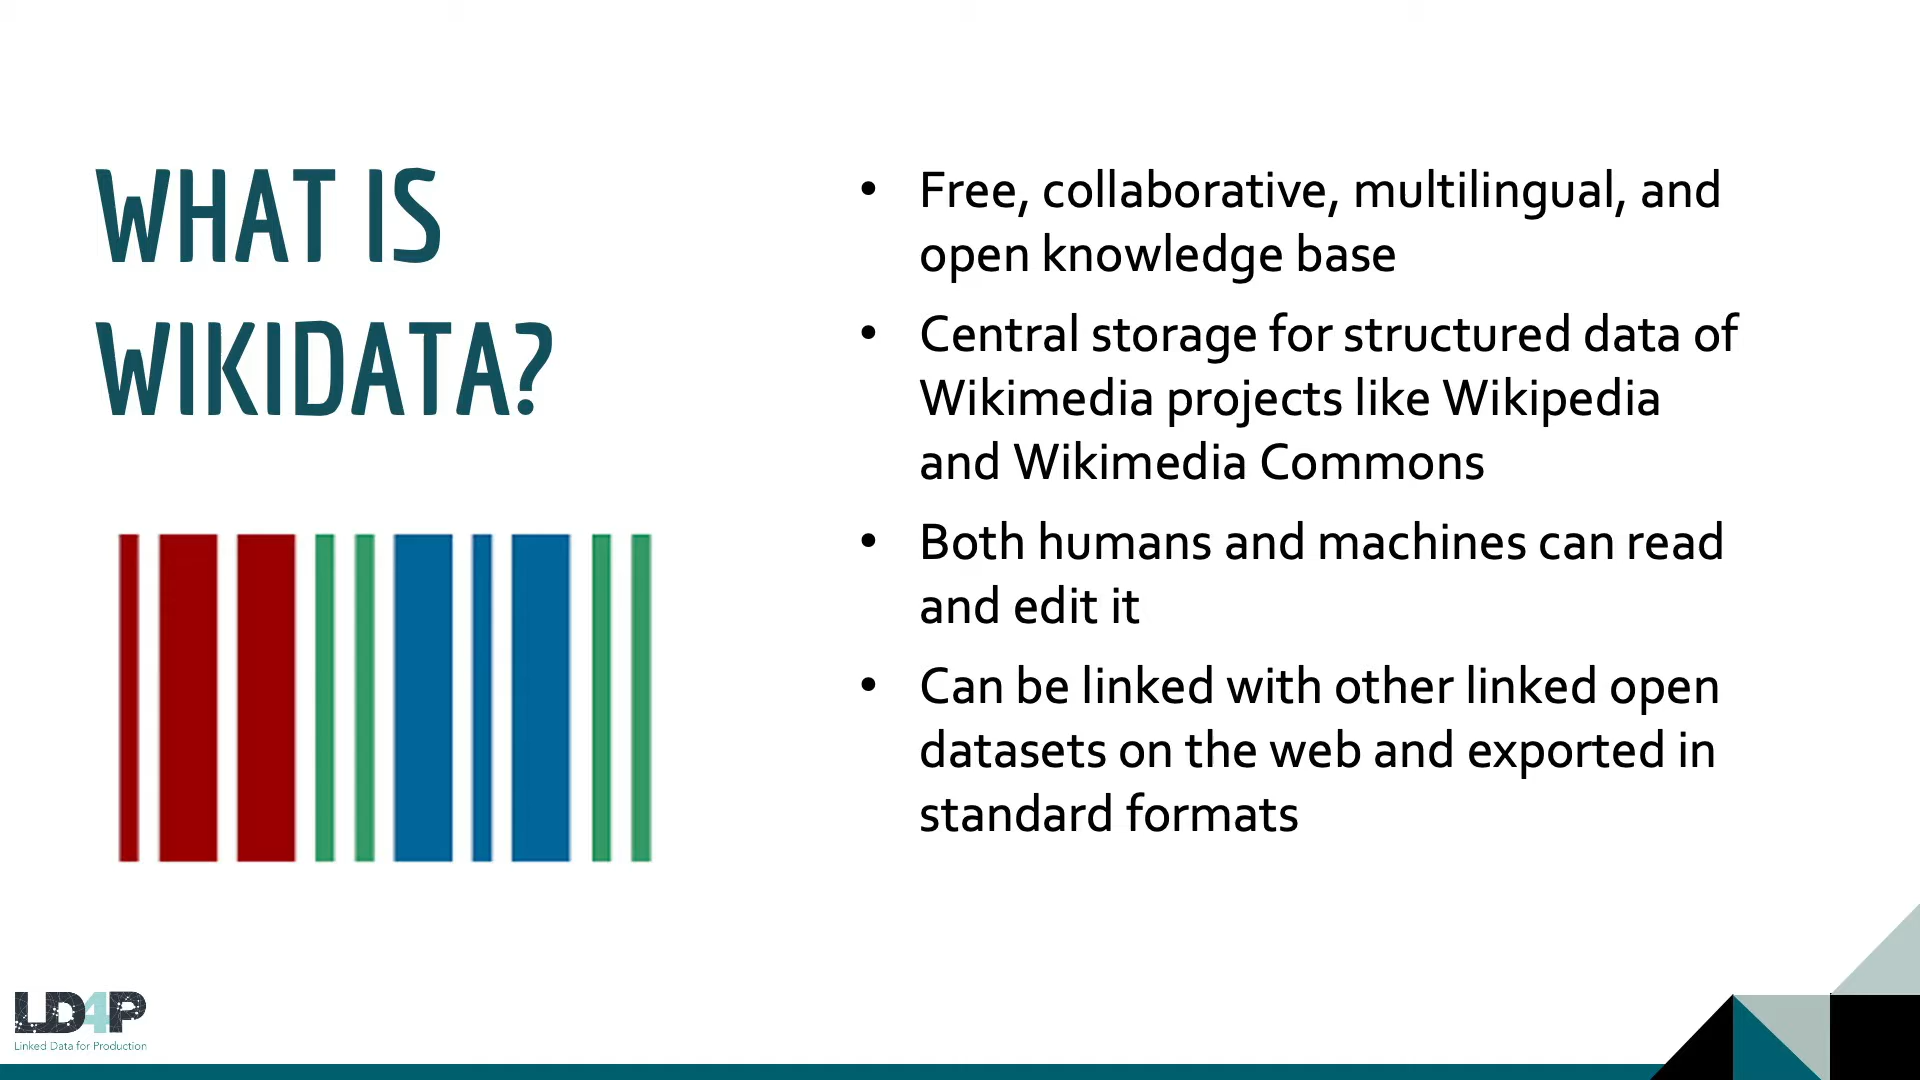 WHAT IS
WIKIDATA?
• Free, collaborative, multilingual, and
open knowledge base
• Central storage for structured data of
Wikimedia projects like Wikipedia
and Wikimedia Commons
• Both humans and machines can read
and edit it
• Can be linked with other linked open
datasets on the web and exported in
standard formats
LD4P
Linked Data for Production